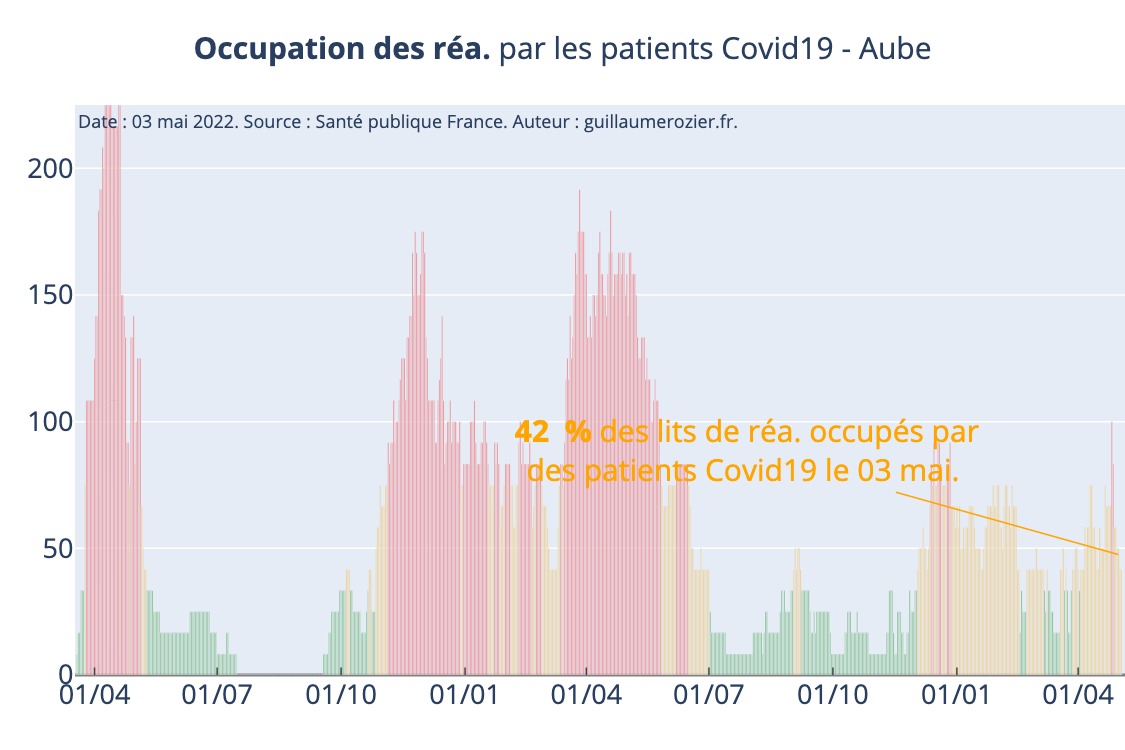 Occupation des réa. par les patients Covid19 - Aube
Date : 03 mai 2022. Source : Santé publique France. Auteur : guillaumerozier.fr.
200
150
100
42  % des lits de réa. occupés par
des patients Covid19 le 03 mai.
50
0
01/04 01/07 01/10 01/01 01/04 01/07 01/10 01/01 01/04